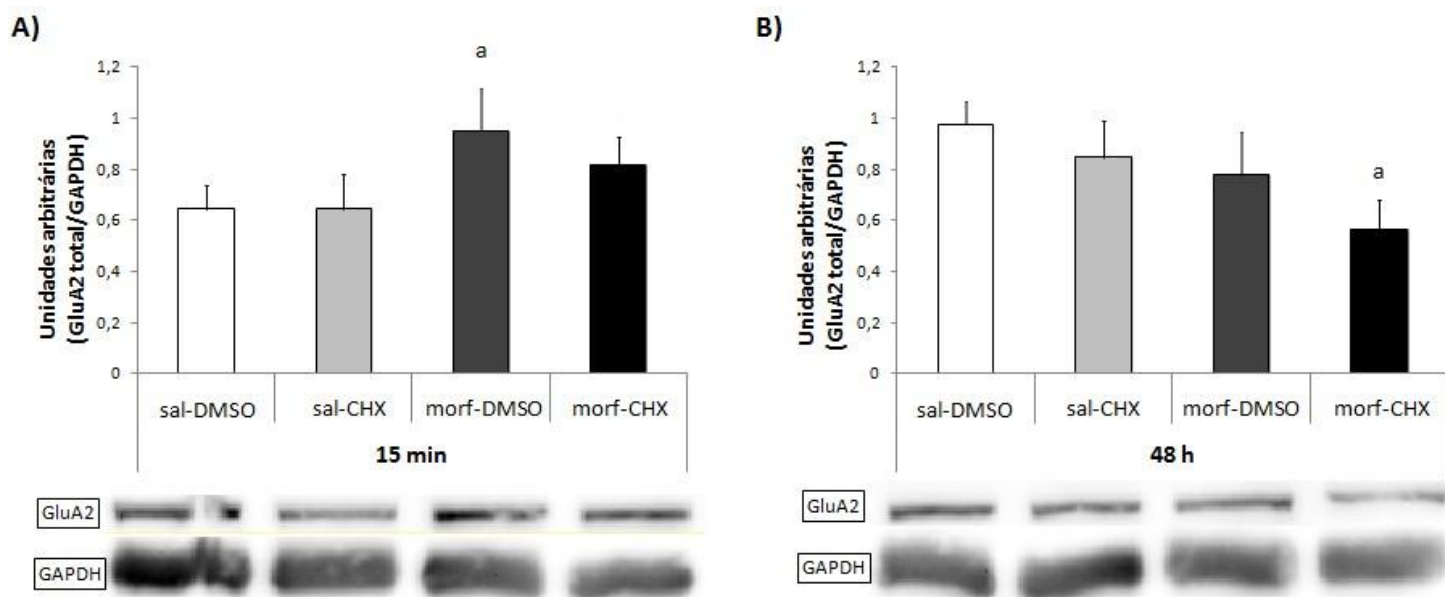 A)
Unidades arbitrárias
(GluA2 total/GAPDH)
1,2
1
0,8
0,6
0,4
0,2
0
a
sal-DMSO
sal-CHX
morf-DMSO
morf-CHX
15 min
GluA2
GAPDH
B)
Unidades arbitrárias
(GluA2 total/GAPDH)
1,2
1
0,8
0,6
0,4
0,2
0
a
sal-DMSO
sal-CHX
morf-DMSO
morf-CHX
48 h
GluA2
GAPDH